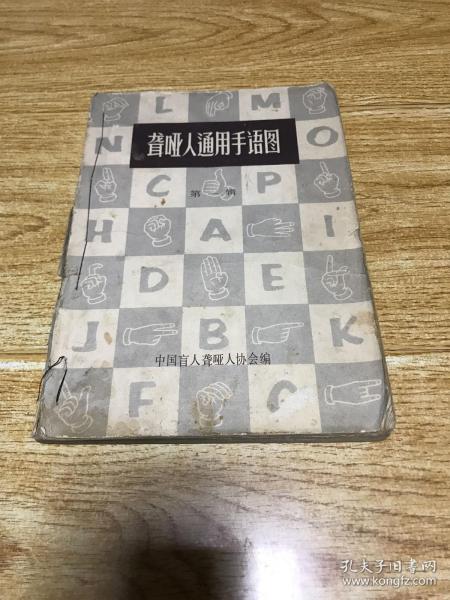 L M
聋哑人通用手语图
N O
第一辑
C P
H A I
D E
J B K
中国盲人聋哑人协会编
F G
孔夫子旧书网
www.kongfz.com